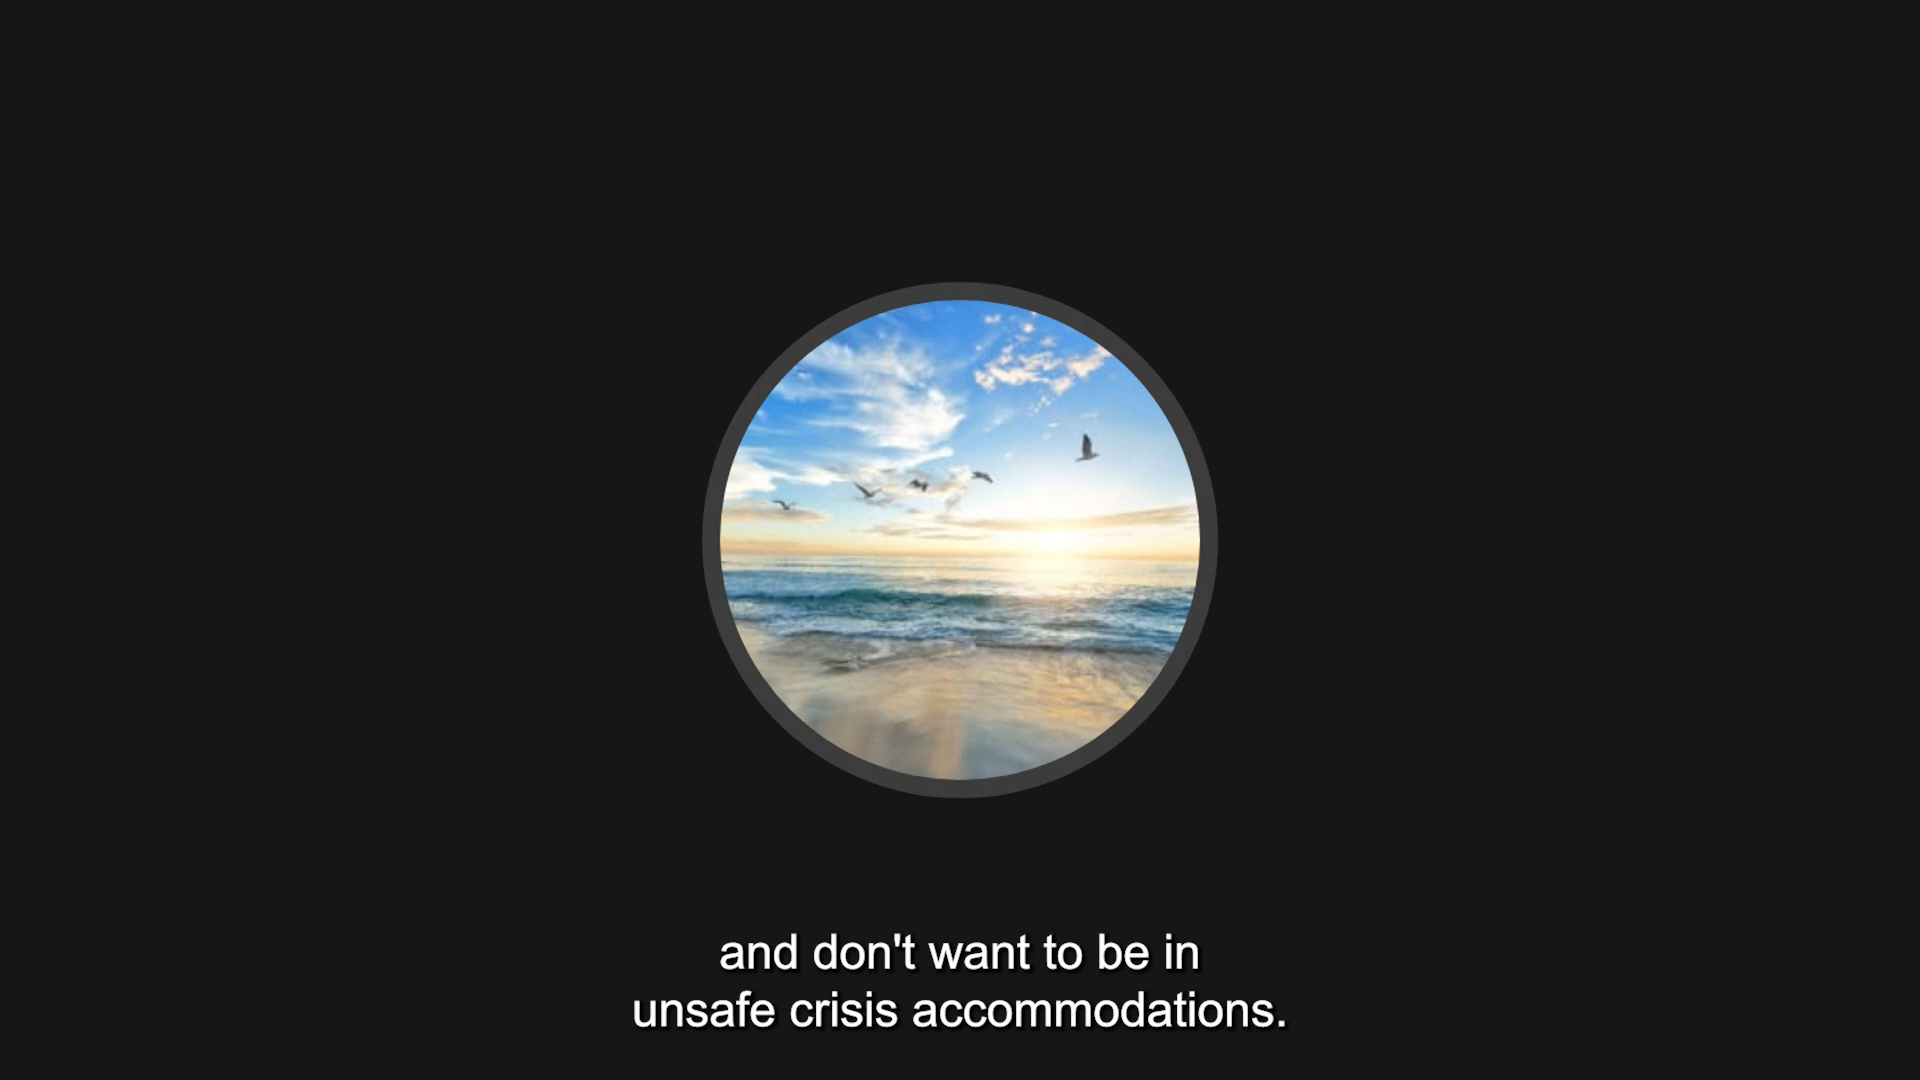 and don't want to be in
unsafe crisis accommodations.